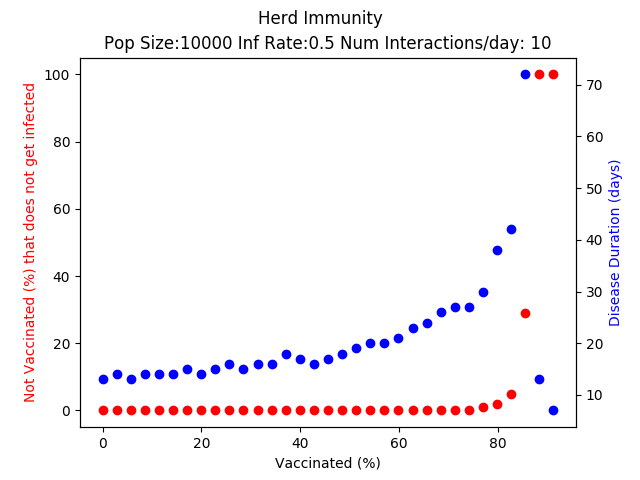 Herd Immunity
Pop Size:10000 Inf Rate:0.5 Num Interactions/day: 10
Not Vaccinated (%) that does not get infected
100
80
60
40
20
0
70
60
50
40
30
20
10
Disease Duration (days)
0 20 40 60 80
Vaccinated (%)